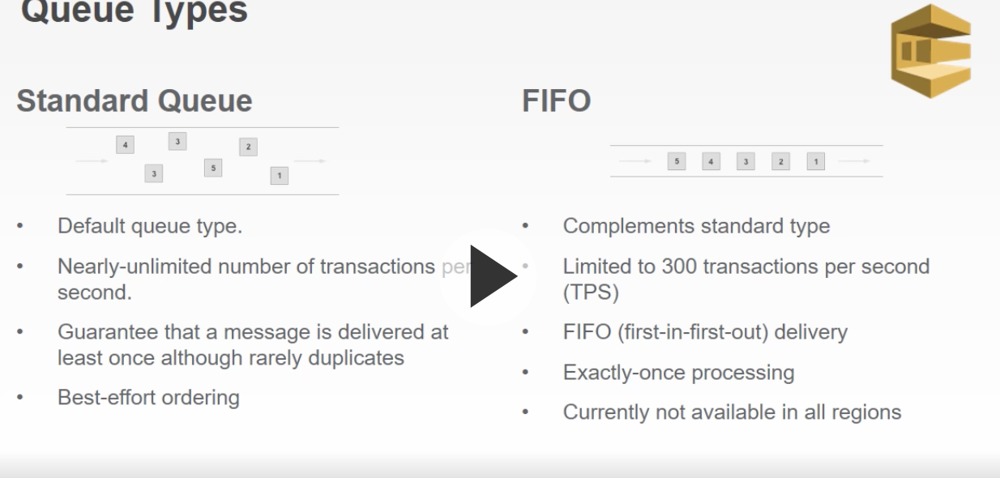 Queue Types
Standard Queue
4
3
2
3
5
1
Default queue type.
Nearly-unlimited number of transactions per
second.
Guarantee that a message is delivered at
least once although rarely duplicates
Best-effort ordering
FIFO
5 4 3 2 1
Complements standard type
Limited to 300 transactions per second
(TPS)
FIFO (first-in-first-out) delivery
Exactly-once processing
Currently not available in all regions